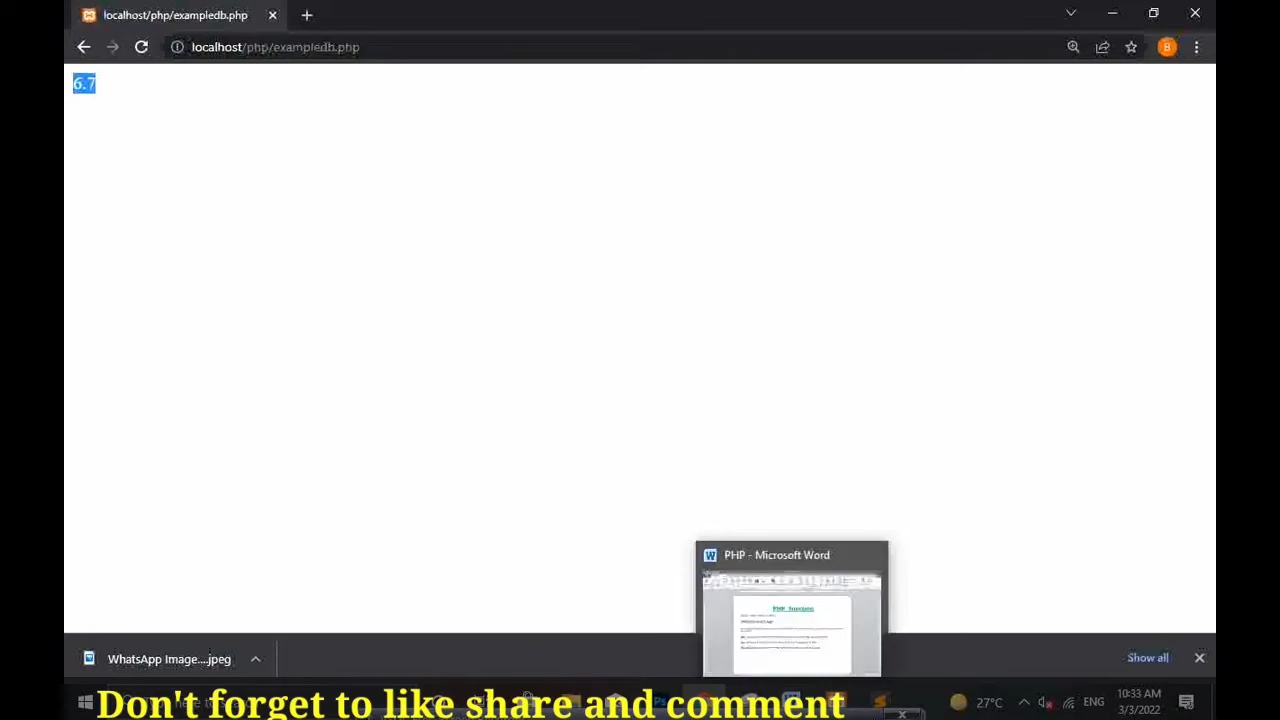 localhost/php/exampledb.php
localhost/php/exampledb.php
B
6.7
PHP - Microsoft Word
WhatsApp Image....jpeg
Show all
27°C
ENG
10:33 AM
3/3/2022
Don't forget to like share and comment